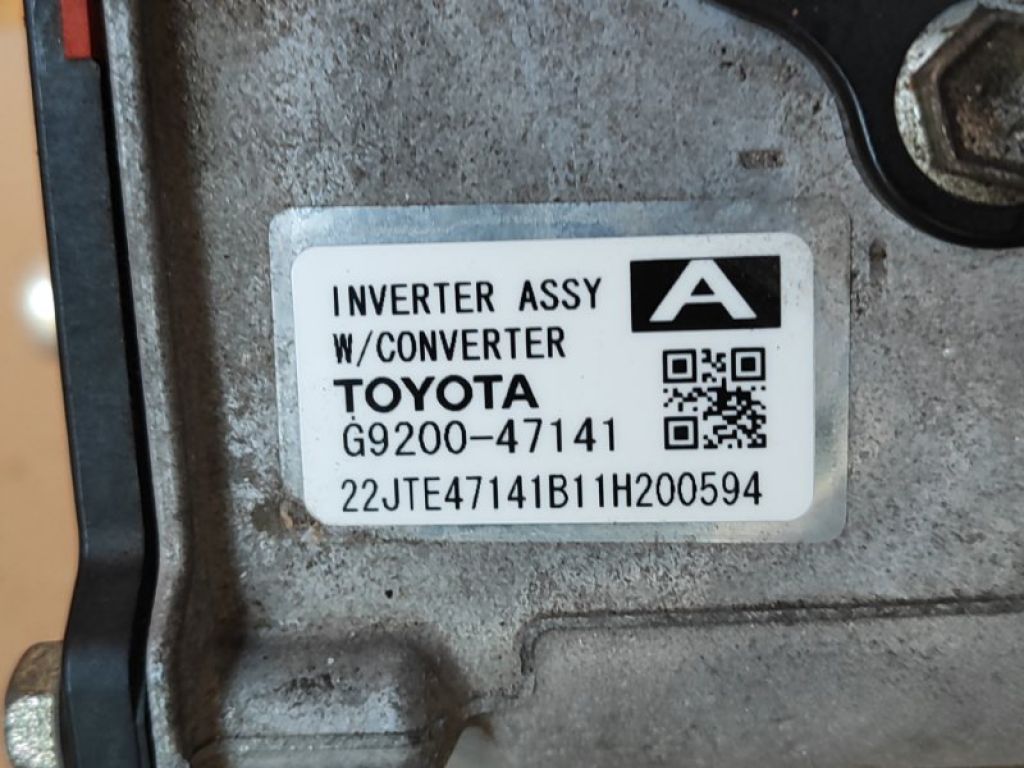 INVERTER ASSY
A
W/CONVERTER
TOYOTA
G9200-47141
22JTE47141B11H200594